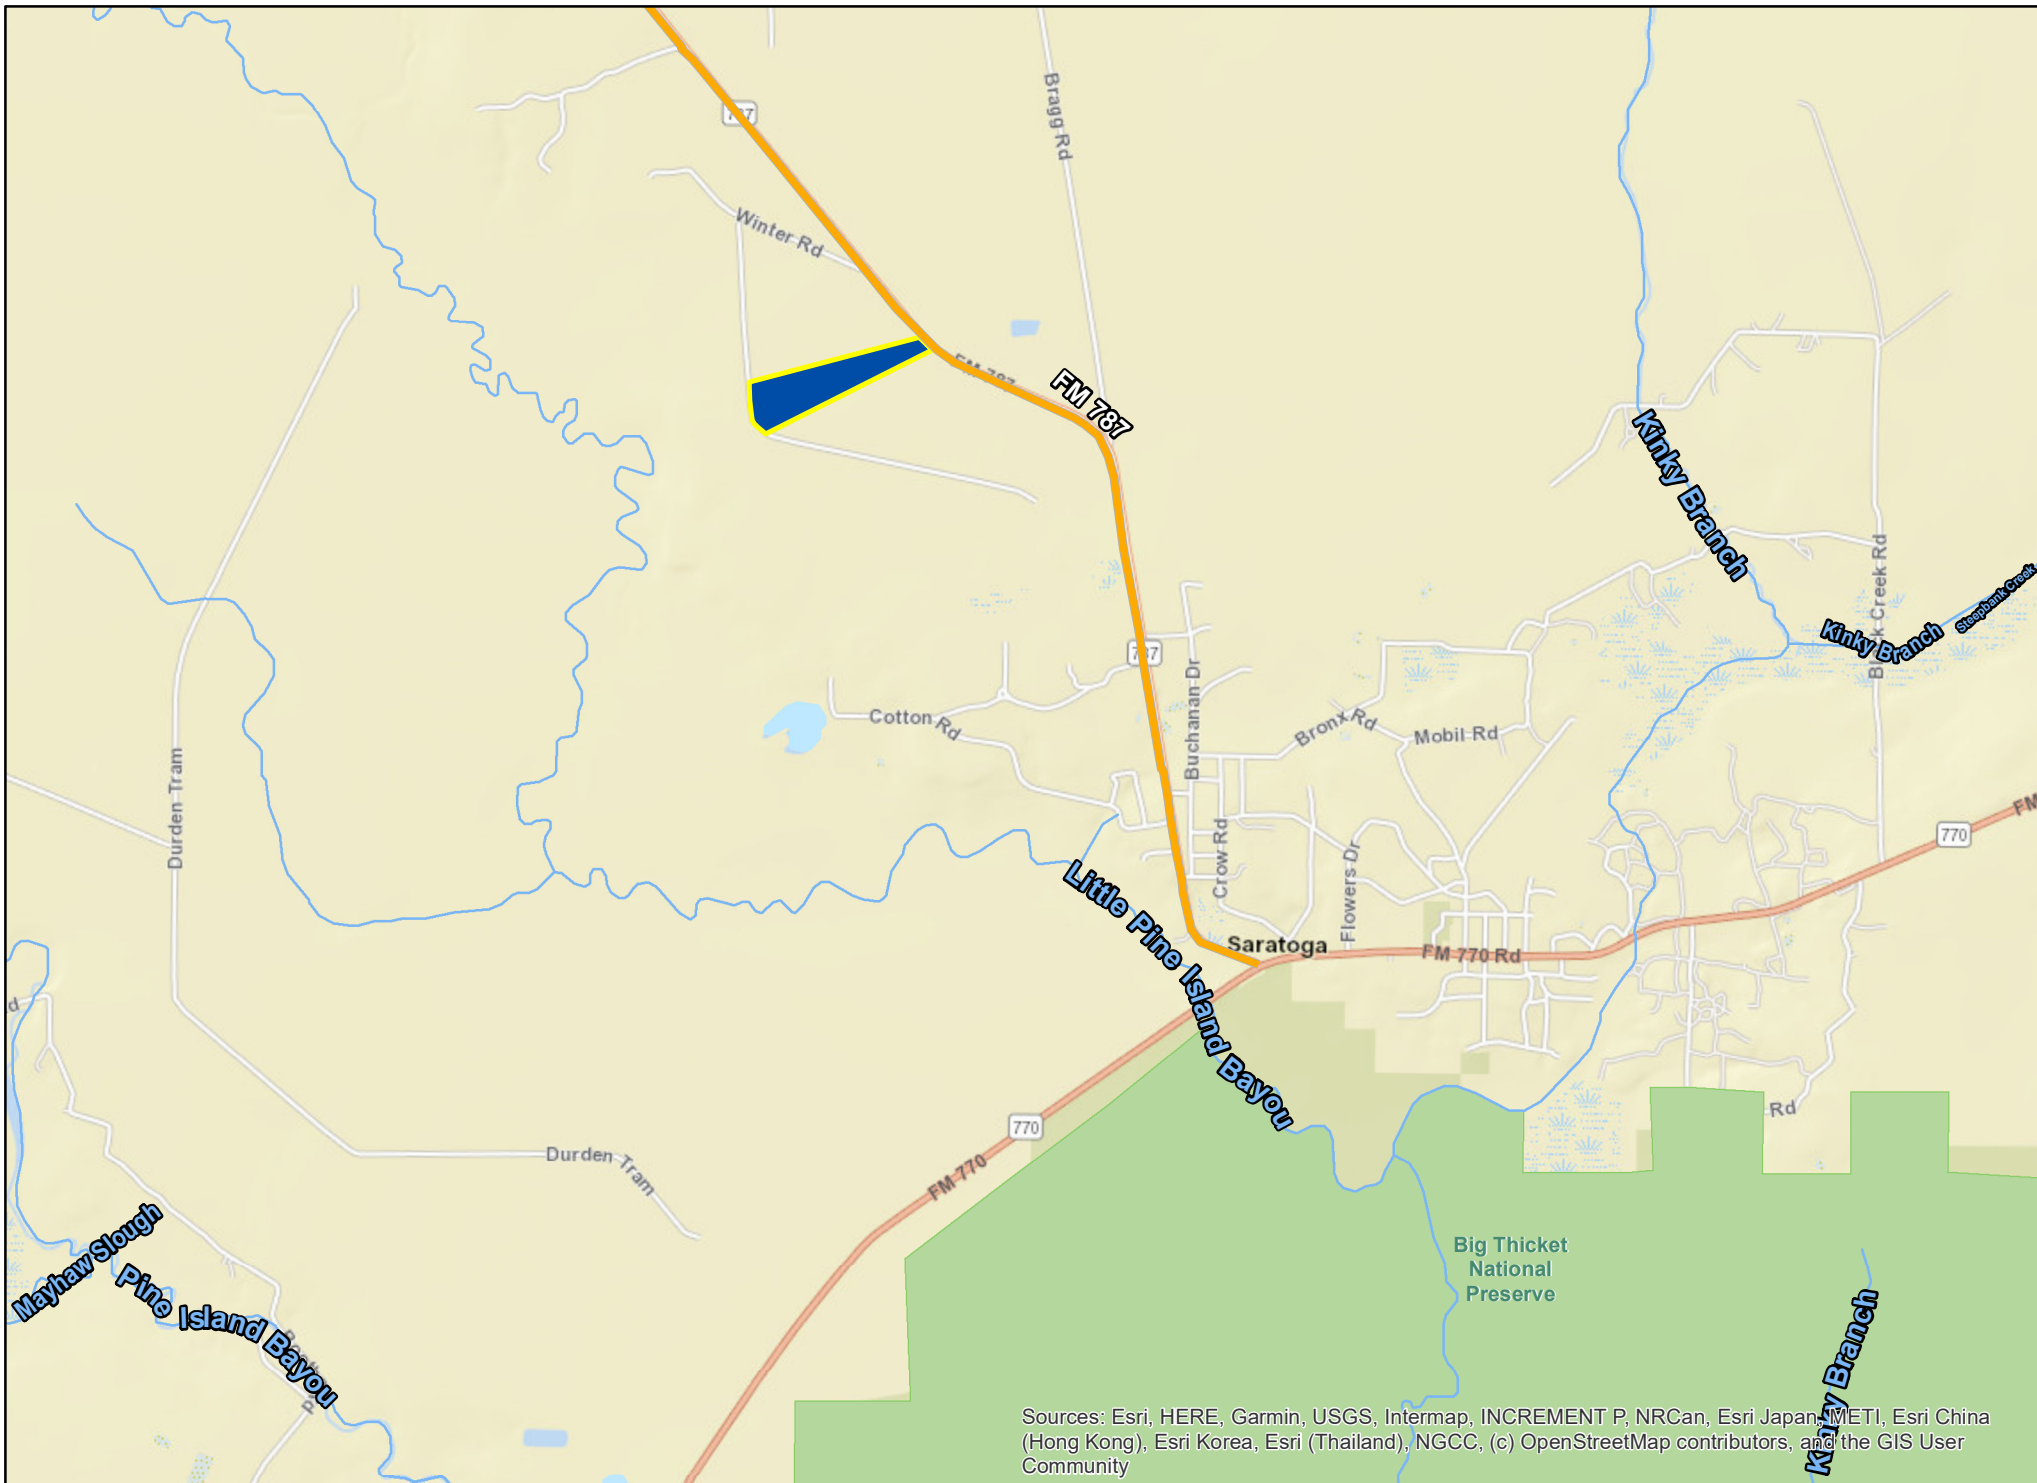 787
Bragg Rd
Winter Rd
FM 787
FM 787
Kinky Branch
Black Creek Rd
Steepbank Creek
Kinky Branch
787
Buchanan Dr
Cotton Rd
Bronx Rd
Mobil Rd
Durden Tram
770
FM
Crow Rd
Flowers Dr
Little Pine Island Bayou
Saratoga
FM 770 Rd
d
Rd
770
Durden Tram
FM 770
Mayhaw Slough
Pine Island Bayou
Big Thicket
National
Preserve
Kinky Branch
Sources: Esri, HERE, Garmin, USGS, Intermap, INCREMENT P, NRCan, Esri Japan, METI, Esri China
(Hong Kong), Esri Korea, Esri (Thailand), NGCC, (c) OpenStreetMap contributors, and the GIS User
Community